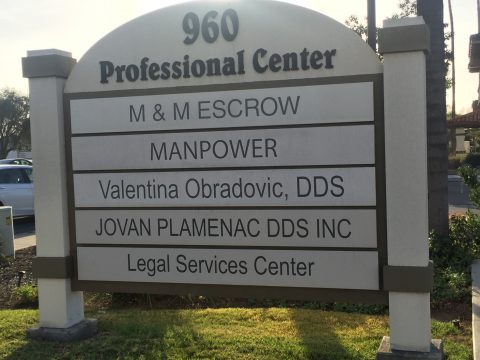 960
Professional Center
M & M ESCROW
MANPOWER
Valentina Obradovic, DDS
JOVAN PLAMENAC DDS INC
Legal Services Center